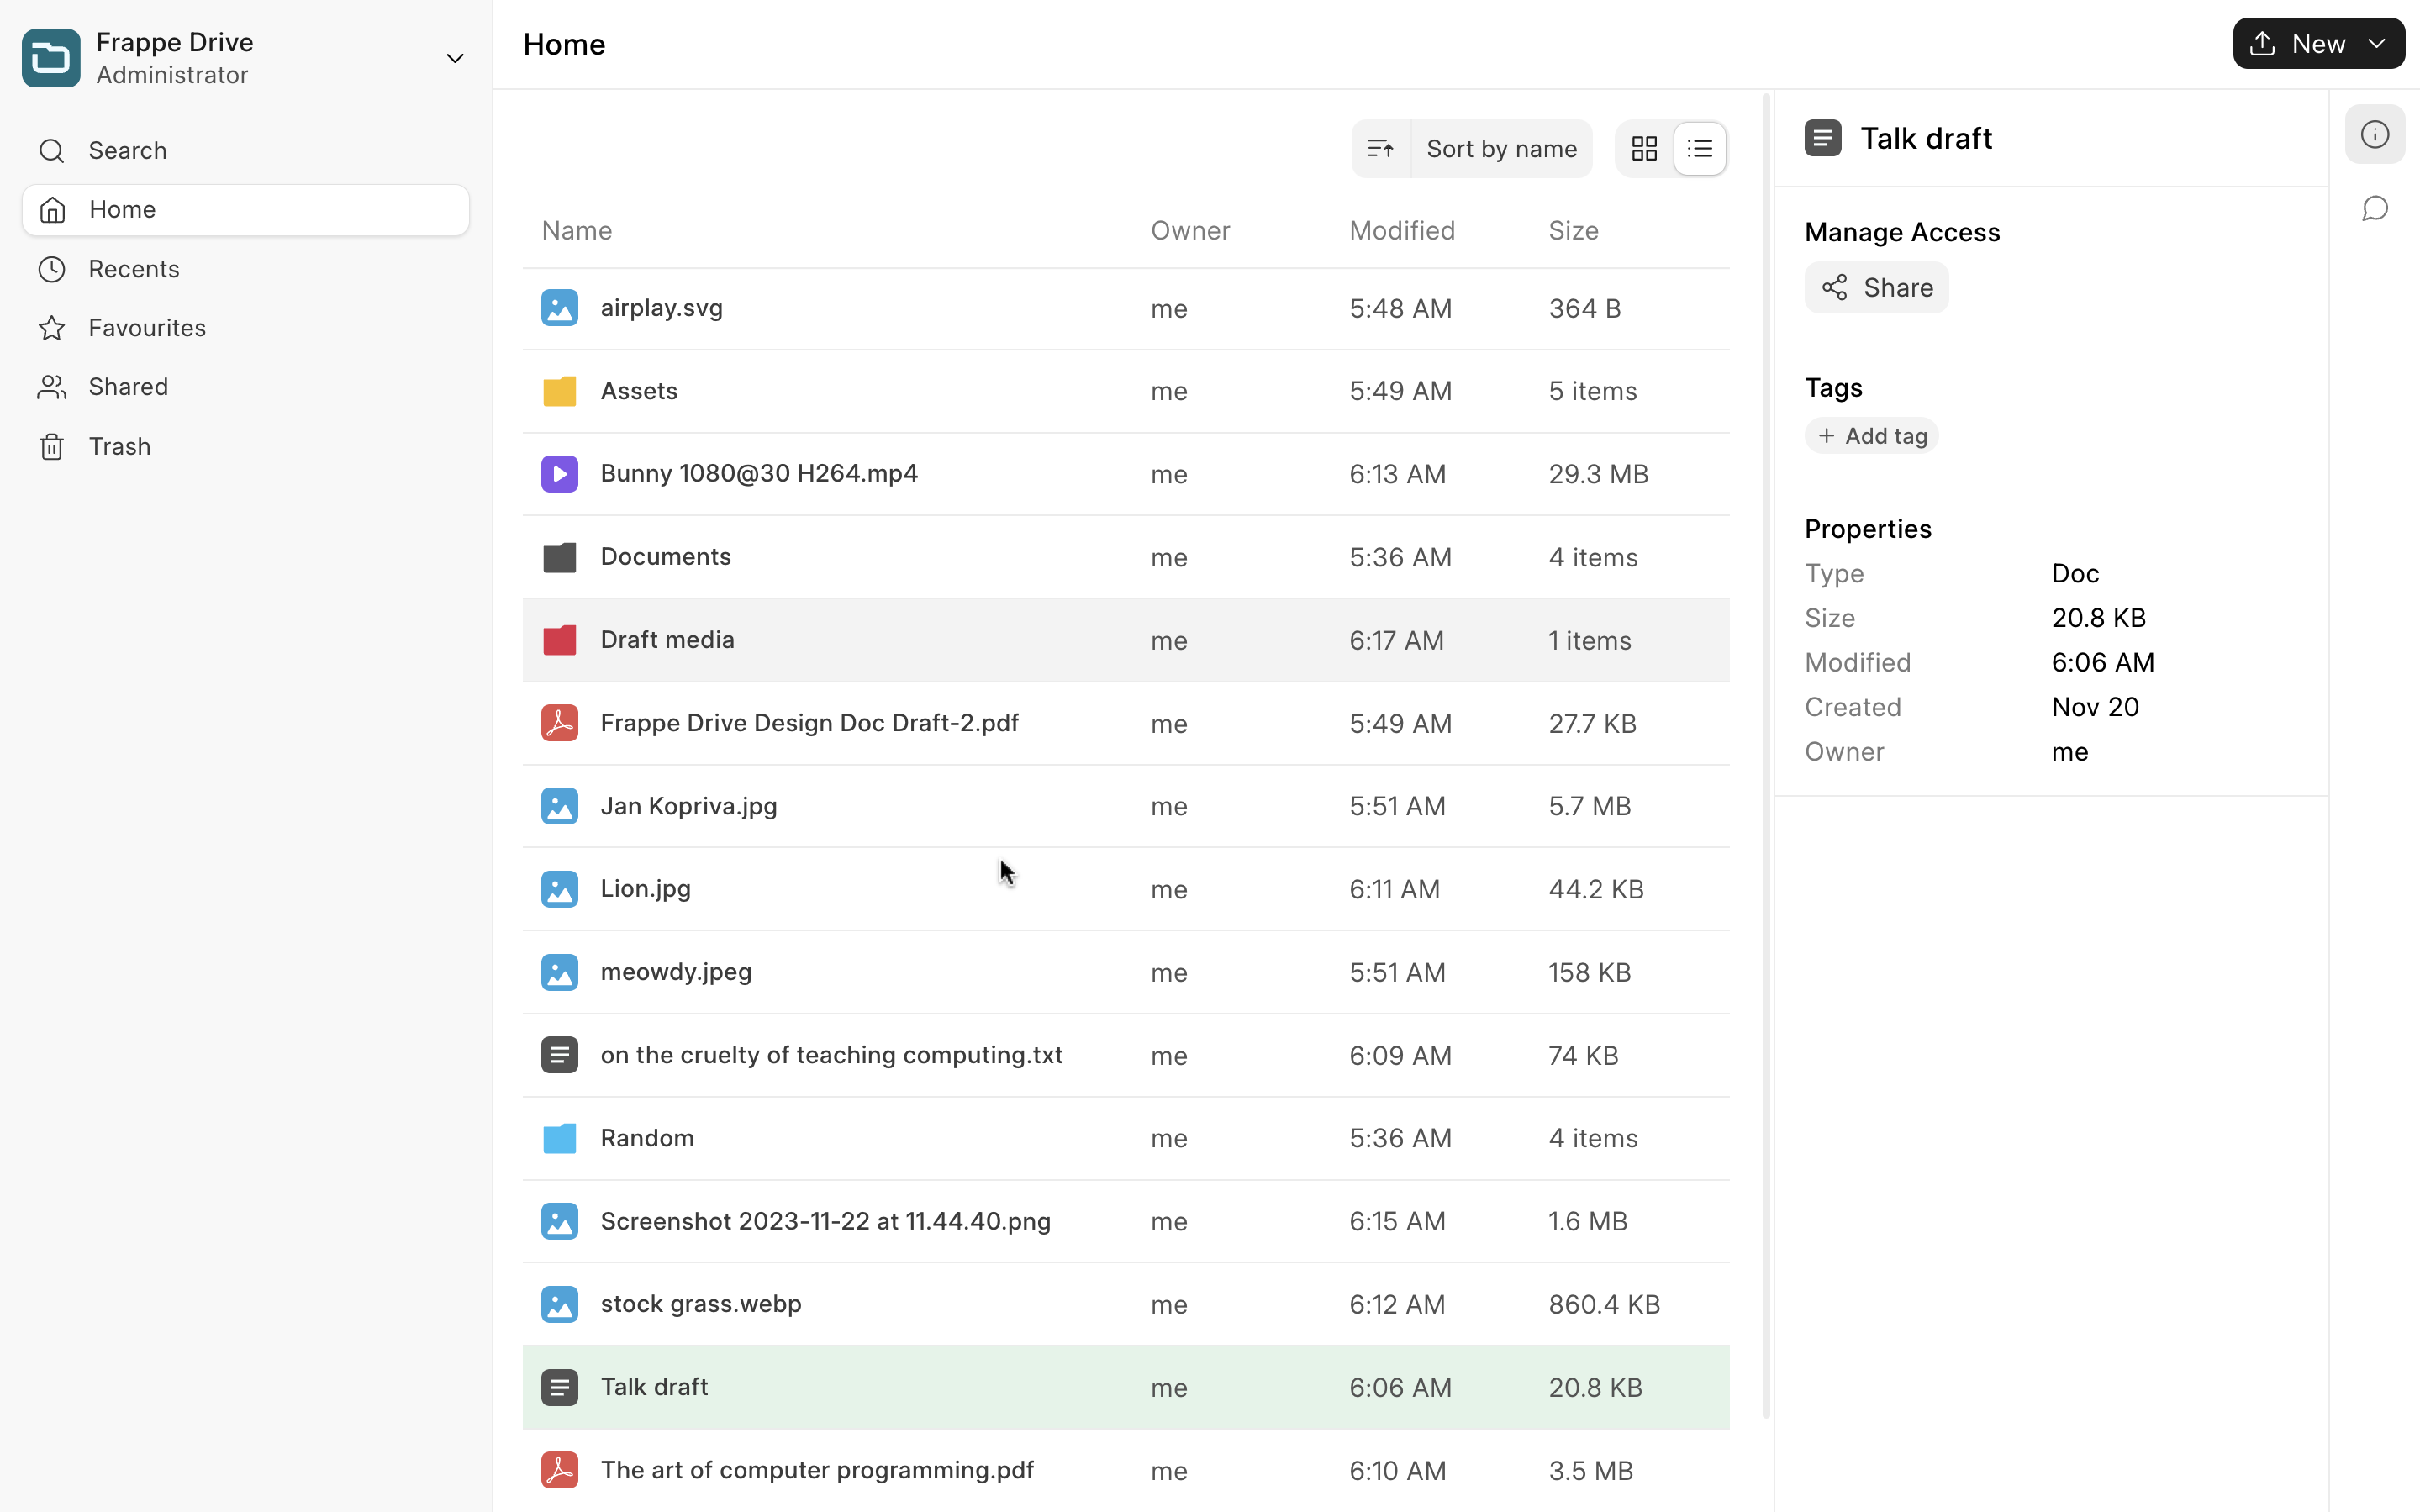 Frappe Drive
Administrator
Search
Home
Recents
Favourites
Shared
Trash
Home
New
Sort by name
Name Owner Modified Size
airplay.svg me 5:48 AM 364 B
Assets me 5:49 AM 5 items
Bunny 1080@30 H264.mp4 me 6:13 AM 29.3 MB
Documents me 5:36 AM 4 items
Draft media me 6:17 AM 1 items
Frappe Drive Design Doc Draft-2.pdf me 5:49 AM 27.7 KB
Jan Kopriva.jpg me 5:51 AM 5.7 MB
Lion.jpg me 6:11 AM 44.2 KB
meowdy.jpeg me 5:51 AM 158 KB
on the cruelty of teaching computing.txt me 6:09 AM 74 KB
Random me 5:36 AM 4 items
Screenshot 2023-11-22 at 11.44.40.png me 6:15 AM 1.6 MB
stock grass.webp me 6:12 AM 860.4 KB
Talk draft me 6:06 AM 20.8 KB
The art of computer programming.pdf me 6:10 AM 3.5 MB
Talk draft
Manage Access
Share
Tags
+ Add tag
Properties
Type Doc
Size 20.8 KB
Modified 6:06 AM
Created Nov 20
Owner me